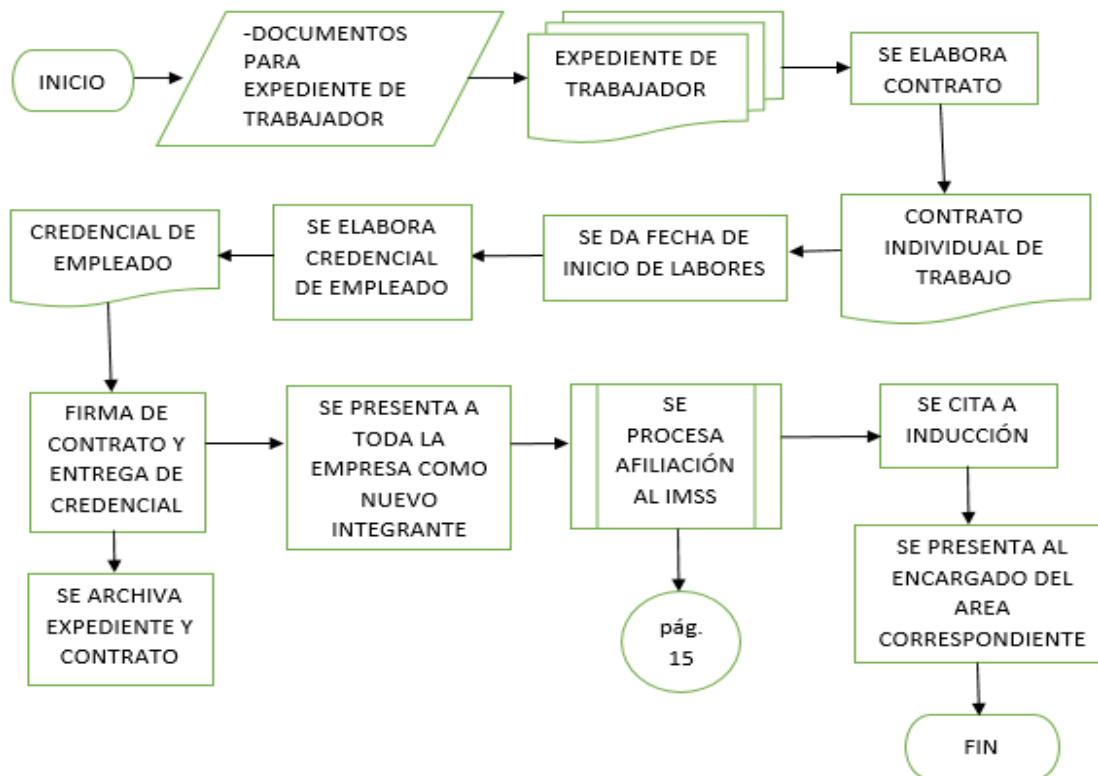 INICIO
-DOCUMENTOS
PARA
EXPEDIENTE DE
TRABAJADOR
EXPEDIENTE DE
TRABAJADOR
SE ELABORA
CONTRATO
CONTRATO
INDIVIDUAL DE
TRABAJO
SE DA FECHA DE
INICIO DE LABORES
SE ELABORA
CREDENCIAL
DE EMPLEADO
CREDENCIAL DE
EMPLEADO
FIRMA DE
CONTRATO Y
ENTREGA DE
CREDENCIAL
SE ARCHIVA
EXPEDIENTE Y
CONTRATO
SE PRESENTA A
TODA LA
EMPRESA COMO
NUEVO
INTEGRANTE
SE
PROCESA
AFILIACIÓN
AL IMSS
pág.
15
SE CITA A
INDUCCIÓN
SE PRESENTA AL
ENCARGADO DEL
AREA
CORRESPONDIENTE
FIN